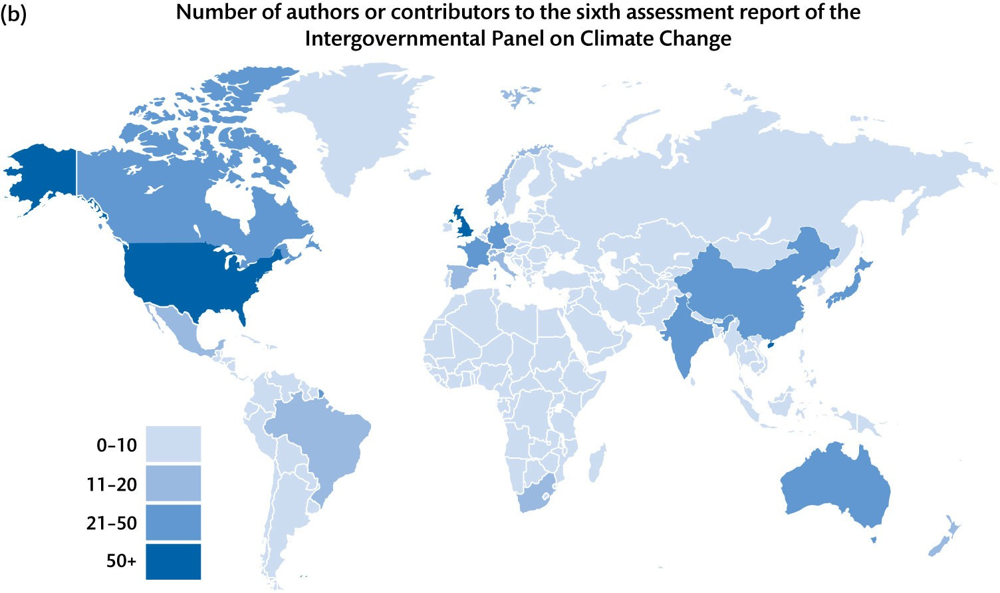 (b)
Number of authors or contributors to the sixth assessment report of the
Intergovernmental Panel on Climate Change
0–10
11–20
21–50
50+